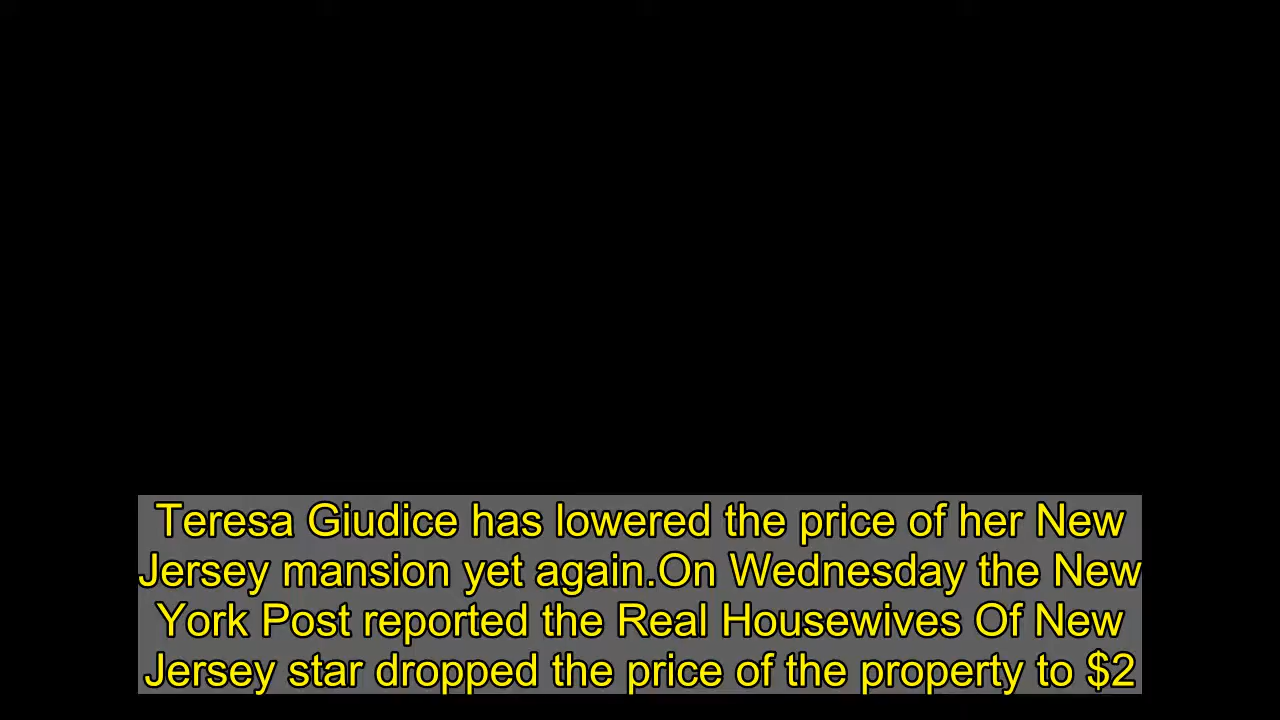 Teresa Giudice has lowered the price of her New
Jersey mansion yet again.On Wednesday the New
York Post reported the Real Housewives Of New
Jersey star dropped the price of the property to $2